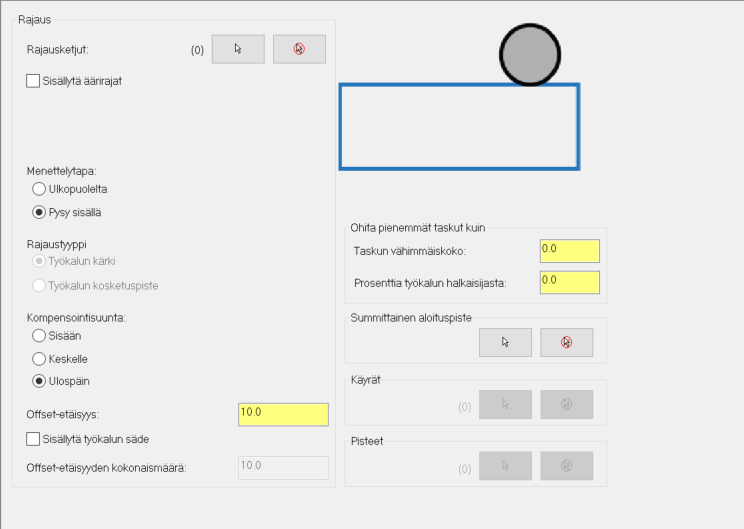 Rajaus
Rajausketjut: (0)
Sisällytä äärirajat
Menettelytapa:
Ulkopuolelta
Pysy sisällä
Rajaustyyppi
Työkalun kärki
Työkalun kosketuspiste
Kompensointisuunta:
Sisään
Keskelle
Ulospäin
Offset-etäisyys: 10.0
Sisällytä työkalun säde
Offset-etäisyyden kokonaismäärä: 10.0
Ohita pienemmät taskut kuin
Taskun vähimmäiskoko: 0.0
Prosenttia työkalun halkaisijasta: 0.0
Summittainen aloituspiste
Käyrät
(0)
Pisteet
(0)